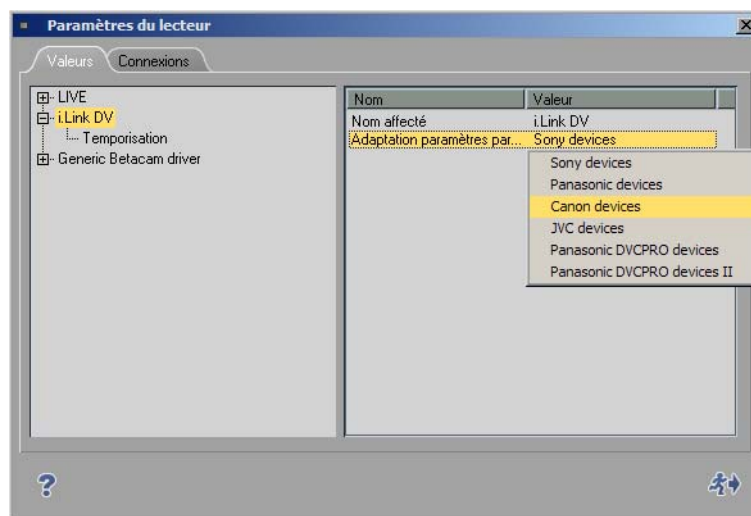 Paramètres du lecteur
Valeurs Connexions
LIVE
i.Link DV
Temporisation
Generic Betacam driver
Nom Valeur
Nom affecté i.Link DV
Adaptation paramètres par... Sony devices
Sony devices
Panasonic devices
Canon devices
JVC devices
Panasonic DVCPRO devices
Panasonic DVCPRO devices II